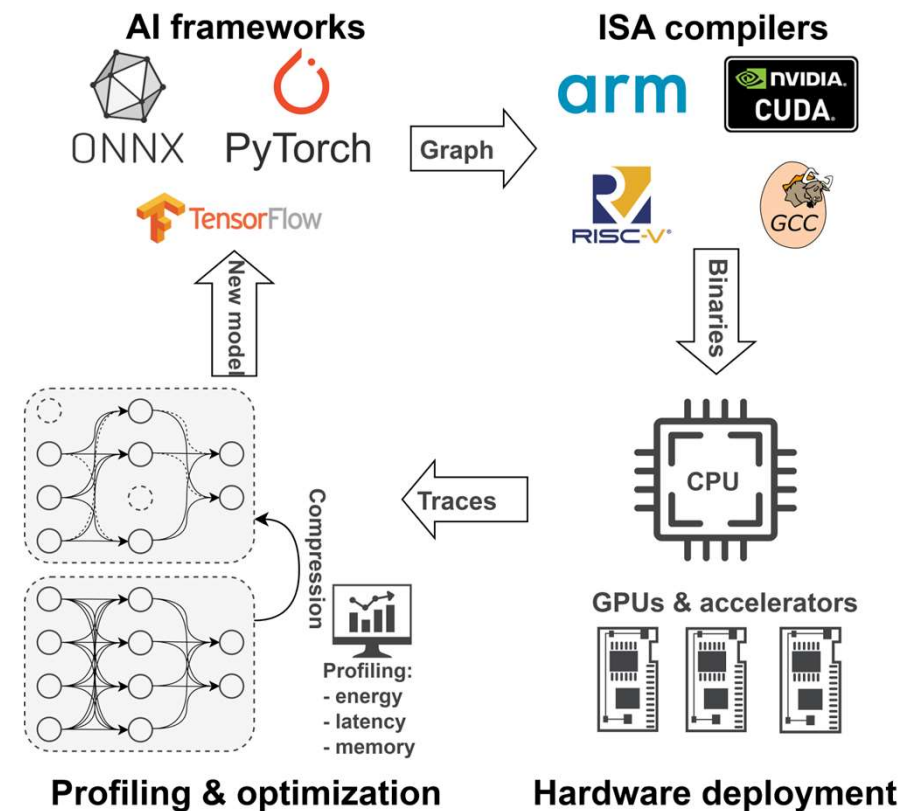 AI frameworks
ISA compilers
ONNX
PyTorch
TensorFlow
Graph
arm
NVIDIA.
CUDA.
RISC-V®
GCC
New model
Binaries
Compression
Traces
CPU
GPUs & accelerators
Profiling:
- energy
- latency
- memory
Profiling & optimization
Hardware deployment